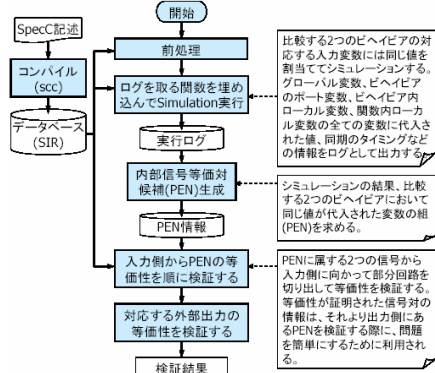 開始
SpecC記述
前処理
コンパイル
(scc)
ログを取る関数を埋め
込んでSimulation実行
データベース
(SIR)
実行ログ
内部信号等価対
候補(PEN)生成
PEN情報
入力側からPENの等
価性を順に検証する
対応する外部出力の
等価性を検証する
検証結果
比較する2つのビヘイビアの対
応する入力変数には同じ値を
割当ててシミュレーションする。
グローバル変数、ビヘイビア
のポート変数、ビヘイビア内
ローカル変数、関数内ローカ
ル変数の全ての変数に代入さ
れた値、同期のタイミングなど
の情報をログとして出力する
シミュレーションの結果、比較
する2つのビヘイビアにおいて
同じ値が代入された変数の組
(PEN)を求める。
PENに属する2つの信号から
入力側に向かって部分回路を
切り出して等価性を検証する。
等価性が証明された信号対の
情報は、それより出力側にあ
るPENを検証する際に、問題
を簡単にするために利用され
る。